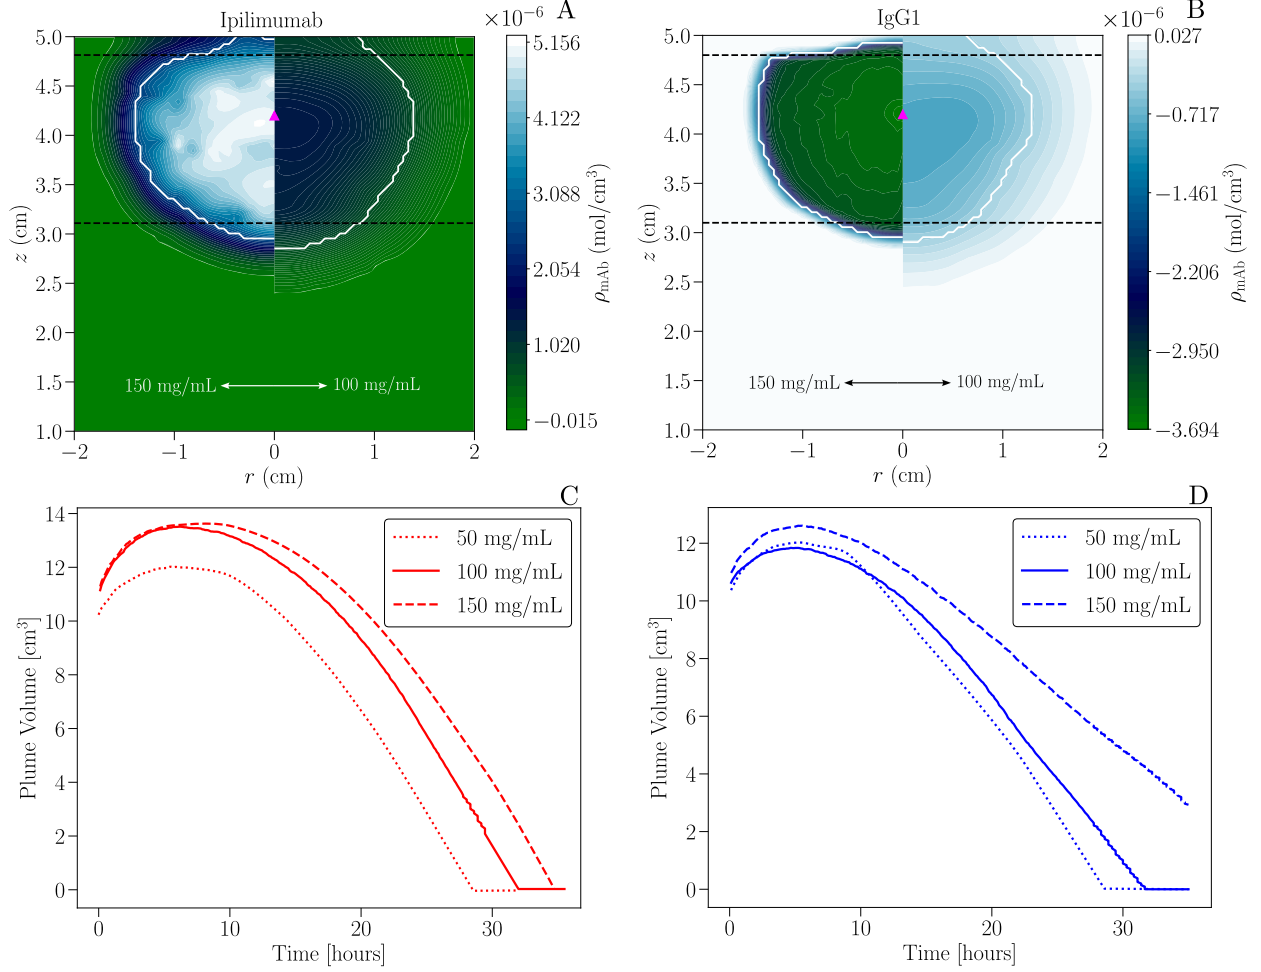 Ipilimumab
×10⁻⁶
A
5.0
4.5
4.0
3.5
3.0
2.5
2.0
1.5
1.0
z (cm)
150 mg/mL
100 mg/mL
−2
−1
0
1
2
r (cm)
5.156
4.122
3.088
2.054
1.020
−0.015
ρmAb (mol/cm³)
IgG1
×10⁻⁶
B
5.0
4.5
4.0
3.5
3.0
2.5
2.0
1.5
1.0
z (cm)
150 mg/mL
100 mg/mL
−2
−1
0
1
2
r (cm)
0.027
−0.717
−1.461
−2.206
−2.950
−3.694
ρmAb (mol/cm³)
C
14
12
10
8
6
4
2
0
Plume Volume [cm³]
50 mg/mL
100 mg/mL
150 mg/mL
0
10
20
30
Time [hours]
D
12
10
8
6
4
2
0
Plume Volume [cm³]
50 mg/mL
100 mg/mL
150 mg/mL
0
10
20
30
Time [hours]